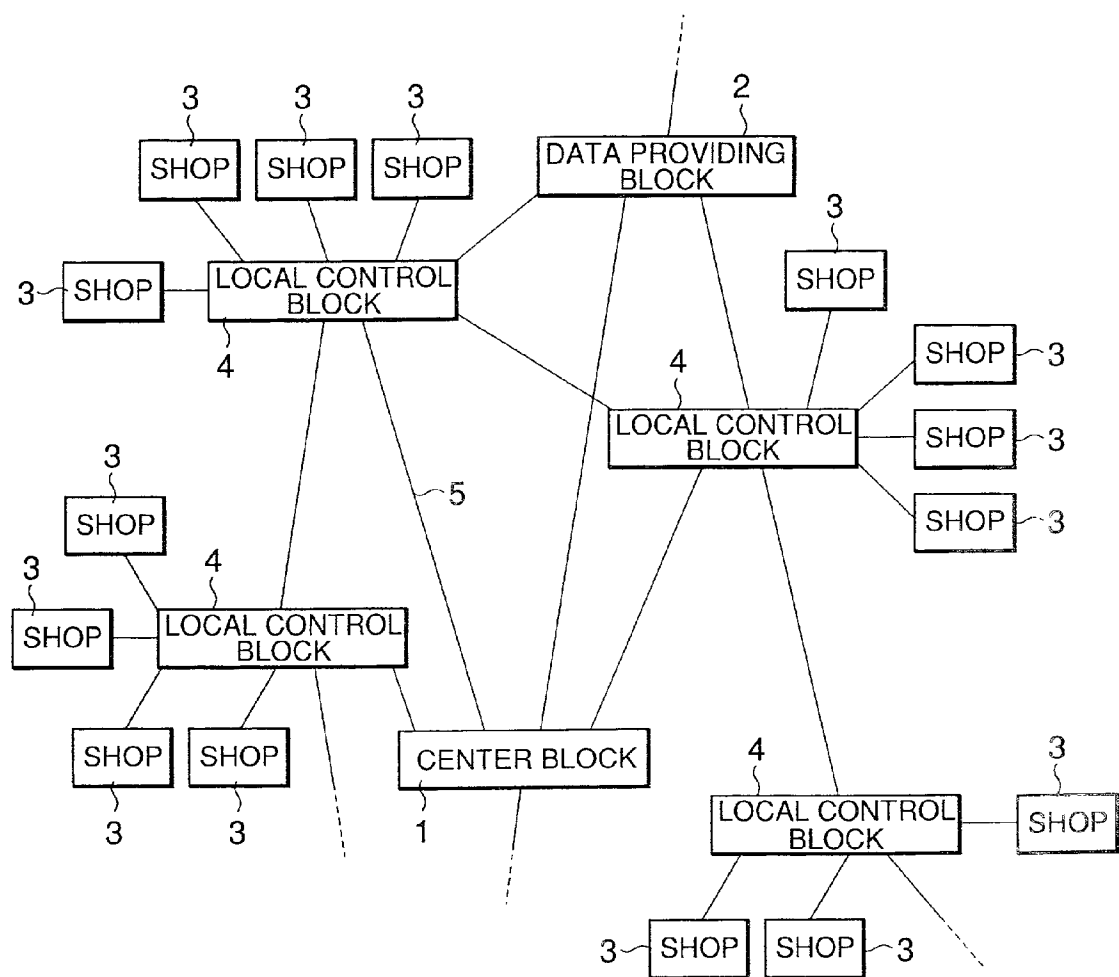 3 3 3 2
SHOP SHOP SHOP DATA PROVIDING
BLOCK
3
3 SHOP LOCAL CONTROL
BLOCK
SHOP
4
4
SHOP 3
LOCAL CONTROL
BLOCK
SHOP 3
3
SHOP
5
SHOP 3
3
SHOP
4
LOCAL CONTROL
BLOCK
SHOP SHOP
3 3
CENTER BLOCK
1
4
LOCAL CONTROL
BLOCK
3
SHOP
3 SHOP SHOP 3